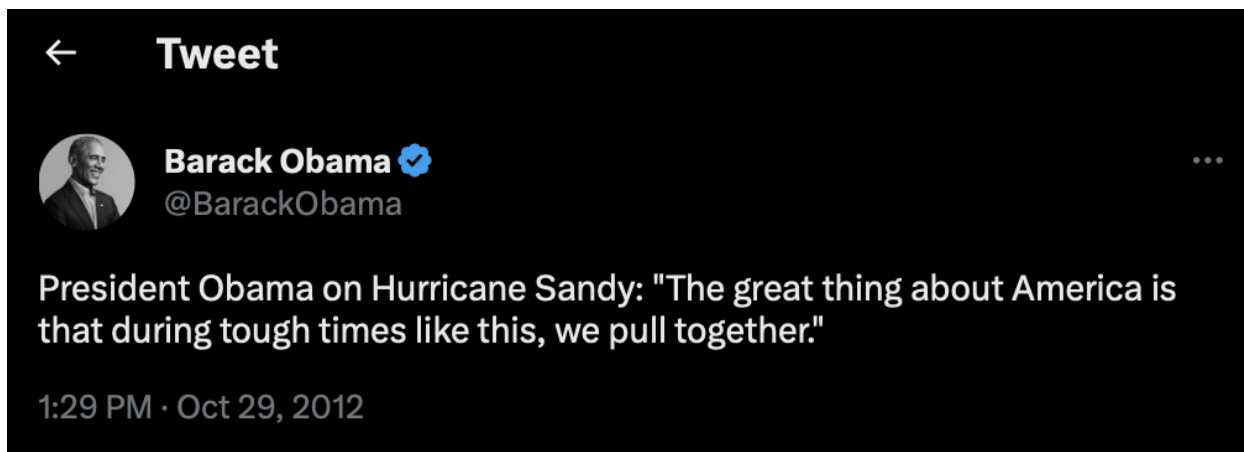 Tweet
Barack Obama
@BarackObama
President Obama on Hurricane Sandy: "The great thing about America is
that during tough times like this, we pull together."
1:29 PM · Oct 29, 2012